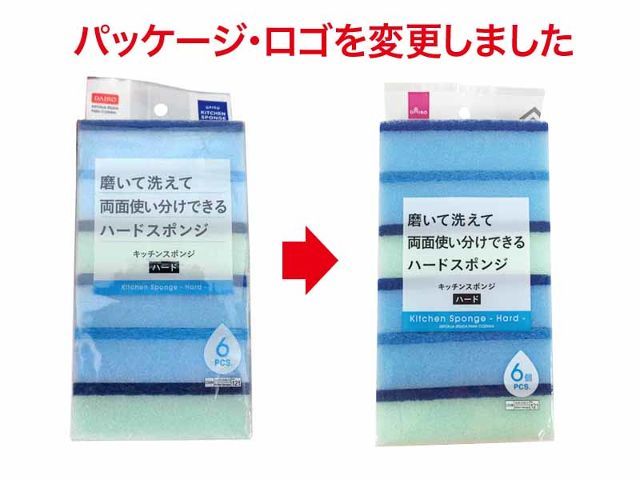 パッケージ・ロゴを変更しました
DAISO
DAISO
KITCHEN
SPONGE
磨いて洗えて
両面使い分けできる
ハードスポンジ
キッチンスポンジ
ハード
Kitchen Sponge - Hard -
6
PCS.
DAISO
磨いて洗えて
両面使い分けできる
ハードスポンジ
キッチンスポンジ
ハード
Kitchen Sponge - Hard -
6個
PCS.